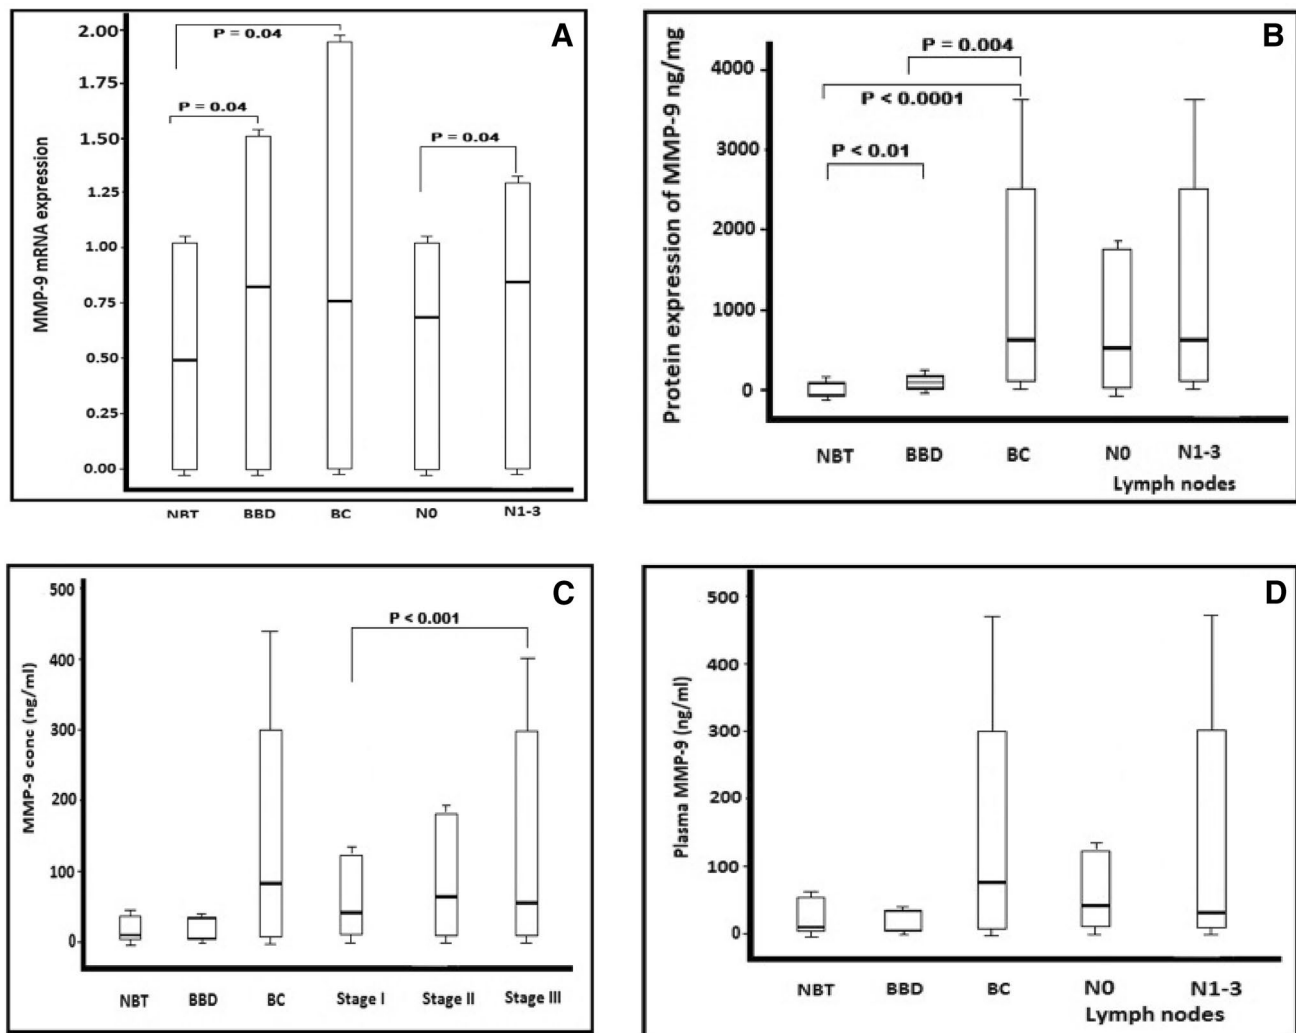 A
MMP-9 mRNA expression
2.00
1.75
1.50
1.25
1.00
0.75
0.50
0.25
0.00
P = 0.04
P = 0.04
P = 0.04
NBT BBD BC N0 N1-3
B
Protein expression of MMP-9 ng/mg
4000
3000
2000
1000
0
P = 0.004
P < 0.0001
P < 0.01
NBT BBD BC N0 N1-3
Lymph nodes
C
MMP-9 conc (ng/ml)
500
400
300
200
100
0
P < 0.001
NBT BBD BC Stage I Stage II Stage III
D
Plasma MMP-9 (ng/ml)
500
400
300
200
100
0
NBT BBD BC N0 N1-3
Lymph nodes